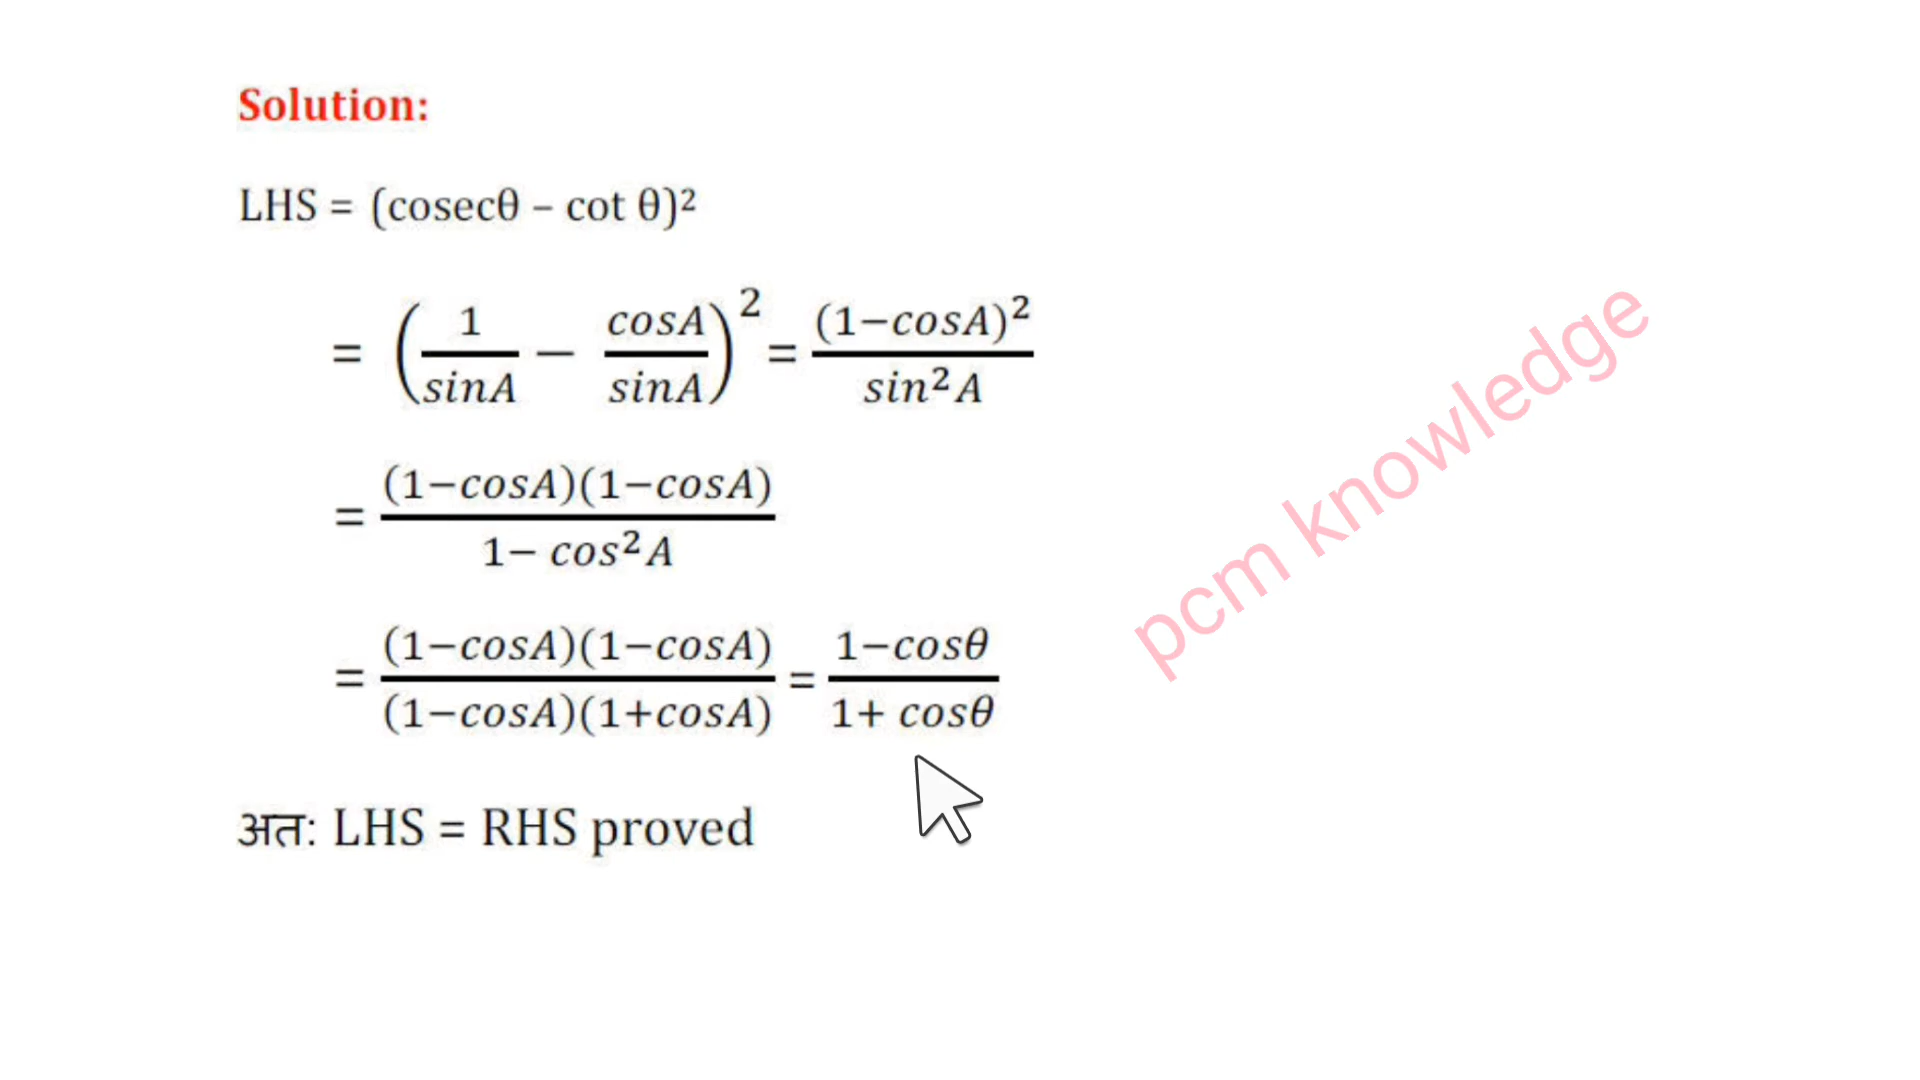 Solution:
LHS = (cosecθ – cot θ)²
= (1/sinA − cosA/sinA)² = (1−cosA)²/sin²A
= (1−cosA)(1−cosA)/1− cos²A
= (1−cosA)(1−cosA)/(1−cosA)(1+cosA) = 1−cosθ/1+ cosθ
अत: LHS = RHS proved
pcm knowledge